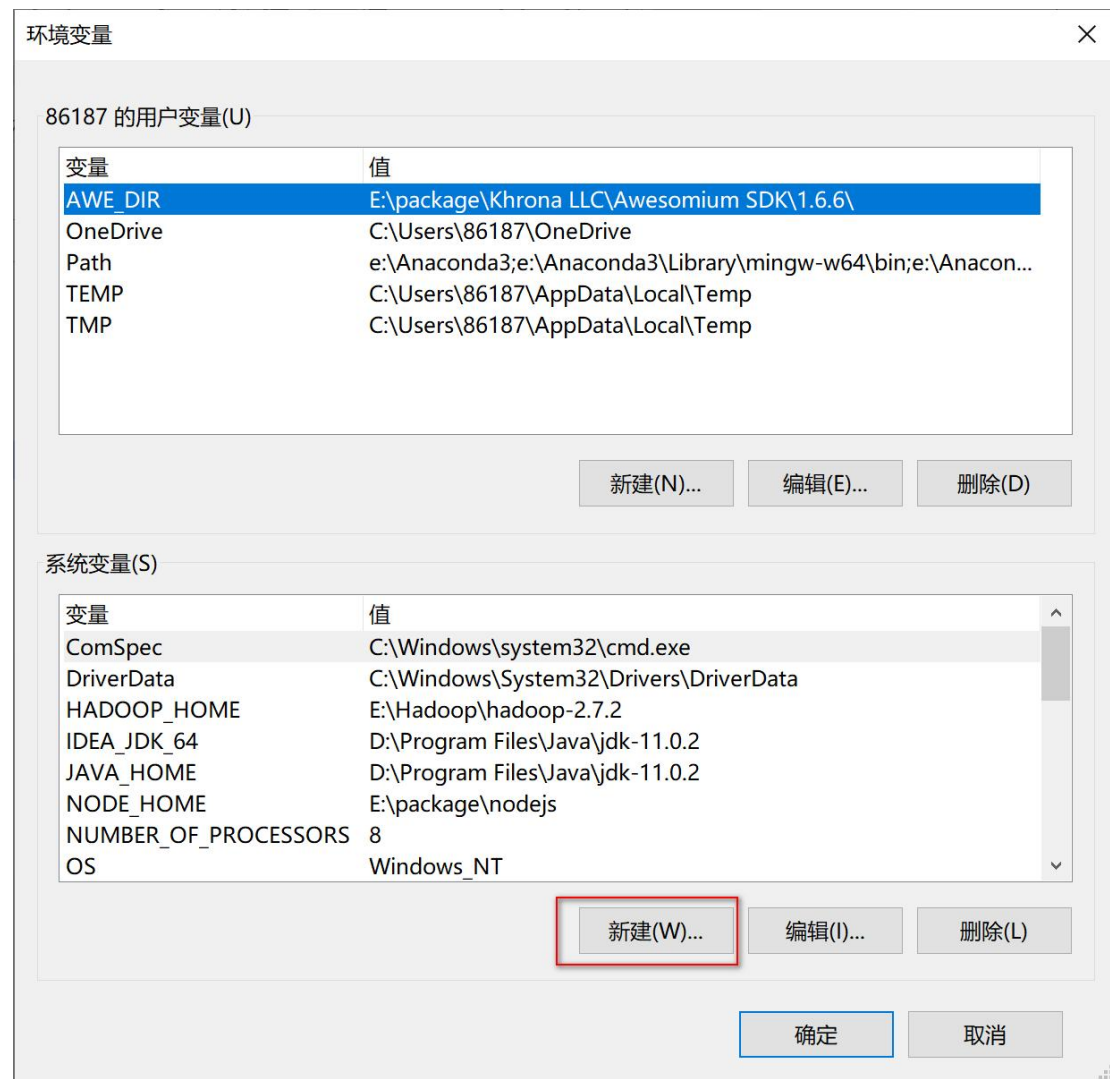 环境变量
86187 的用户变量(U)
变量 值
AWE_DIR E:\package\Khrona LLC\Awesomium SDK\1.6.6\
OneDrive C:\Users\86187\OneDrive
Path e:\Anaconda3;e:\Anaconda3\Library\mingw-w64\bin;e:\Anacon...
TEMP C:\Users\86187\AppData\Local\Temp
TMP C:\Users\86187\AppData\Local\Temp
新建(N)... 编辑(E)... 删除(D)
系统变量(S)
变量 值
ComSpec C:\Windows\system32\cmd.exe
DriverData C:\Windows\System32\Drivers\DriverData
HADOOP_HOME E:\Hadoop\hadoop-2.7.2
IDEA_JDK_64 D:\Program Files\Java\jdk-11.0.2
JAVA_HOME D:\Program Files\Java\jdk-11.0.2
NODE_HOME E:\package\nodejs
NUMBER_OF_PROCESSORS 8
OS Windows_NT
新建(W)... 编辑(I)... 删除(L)
确定 取消